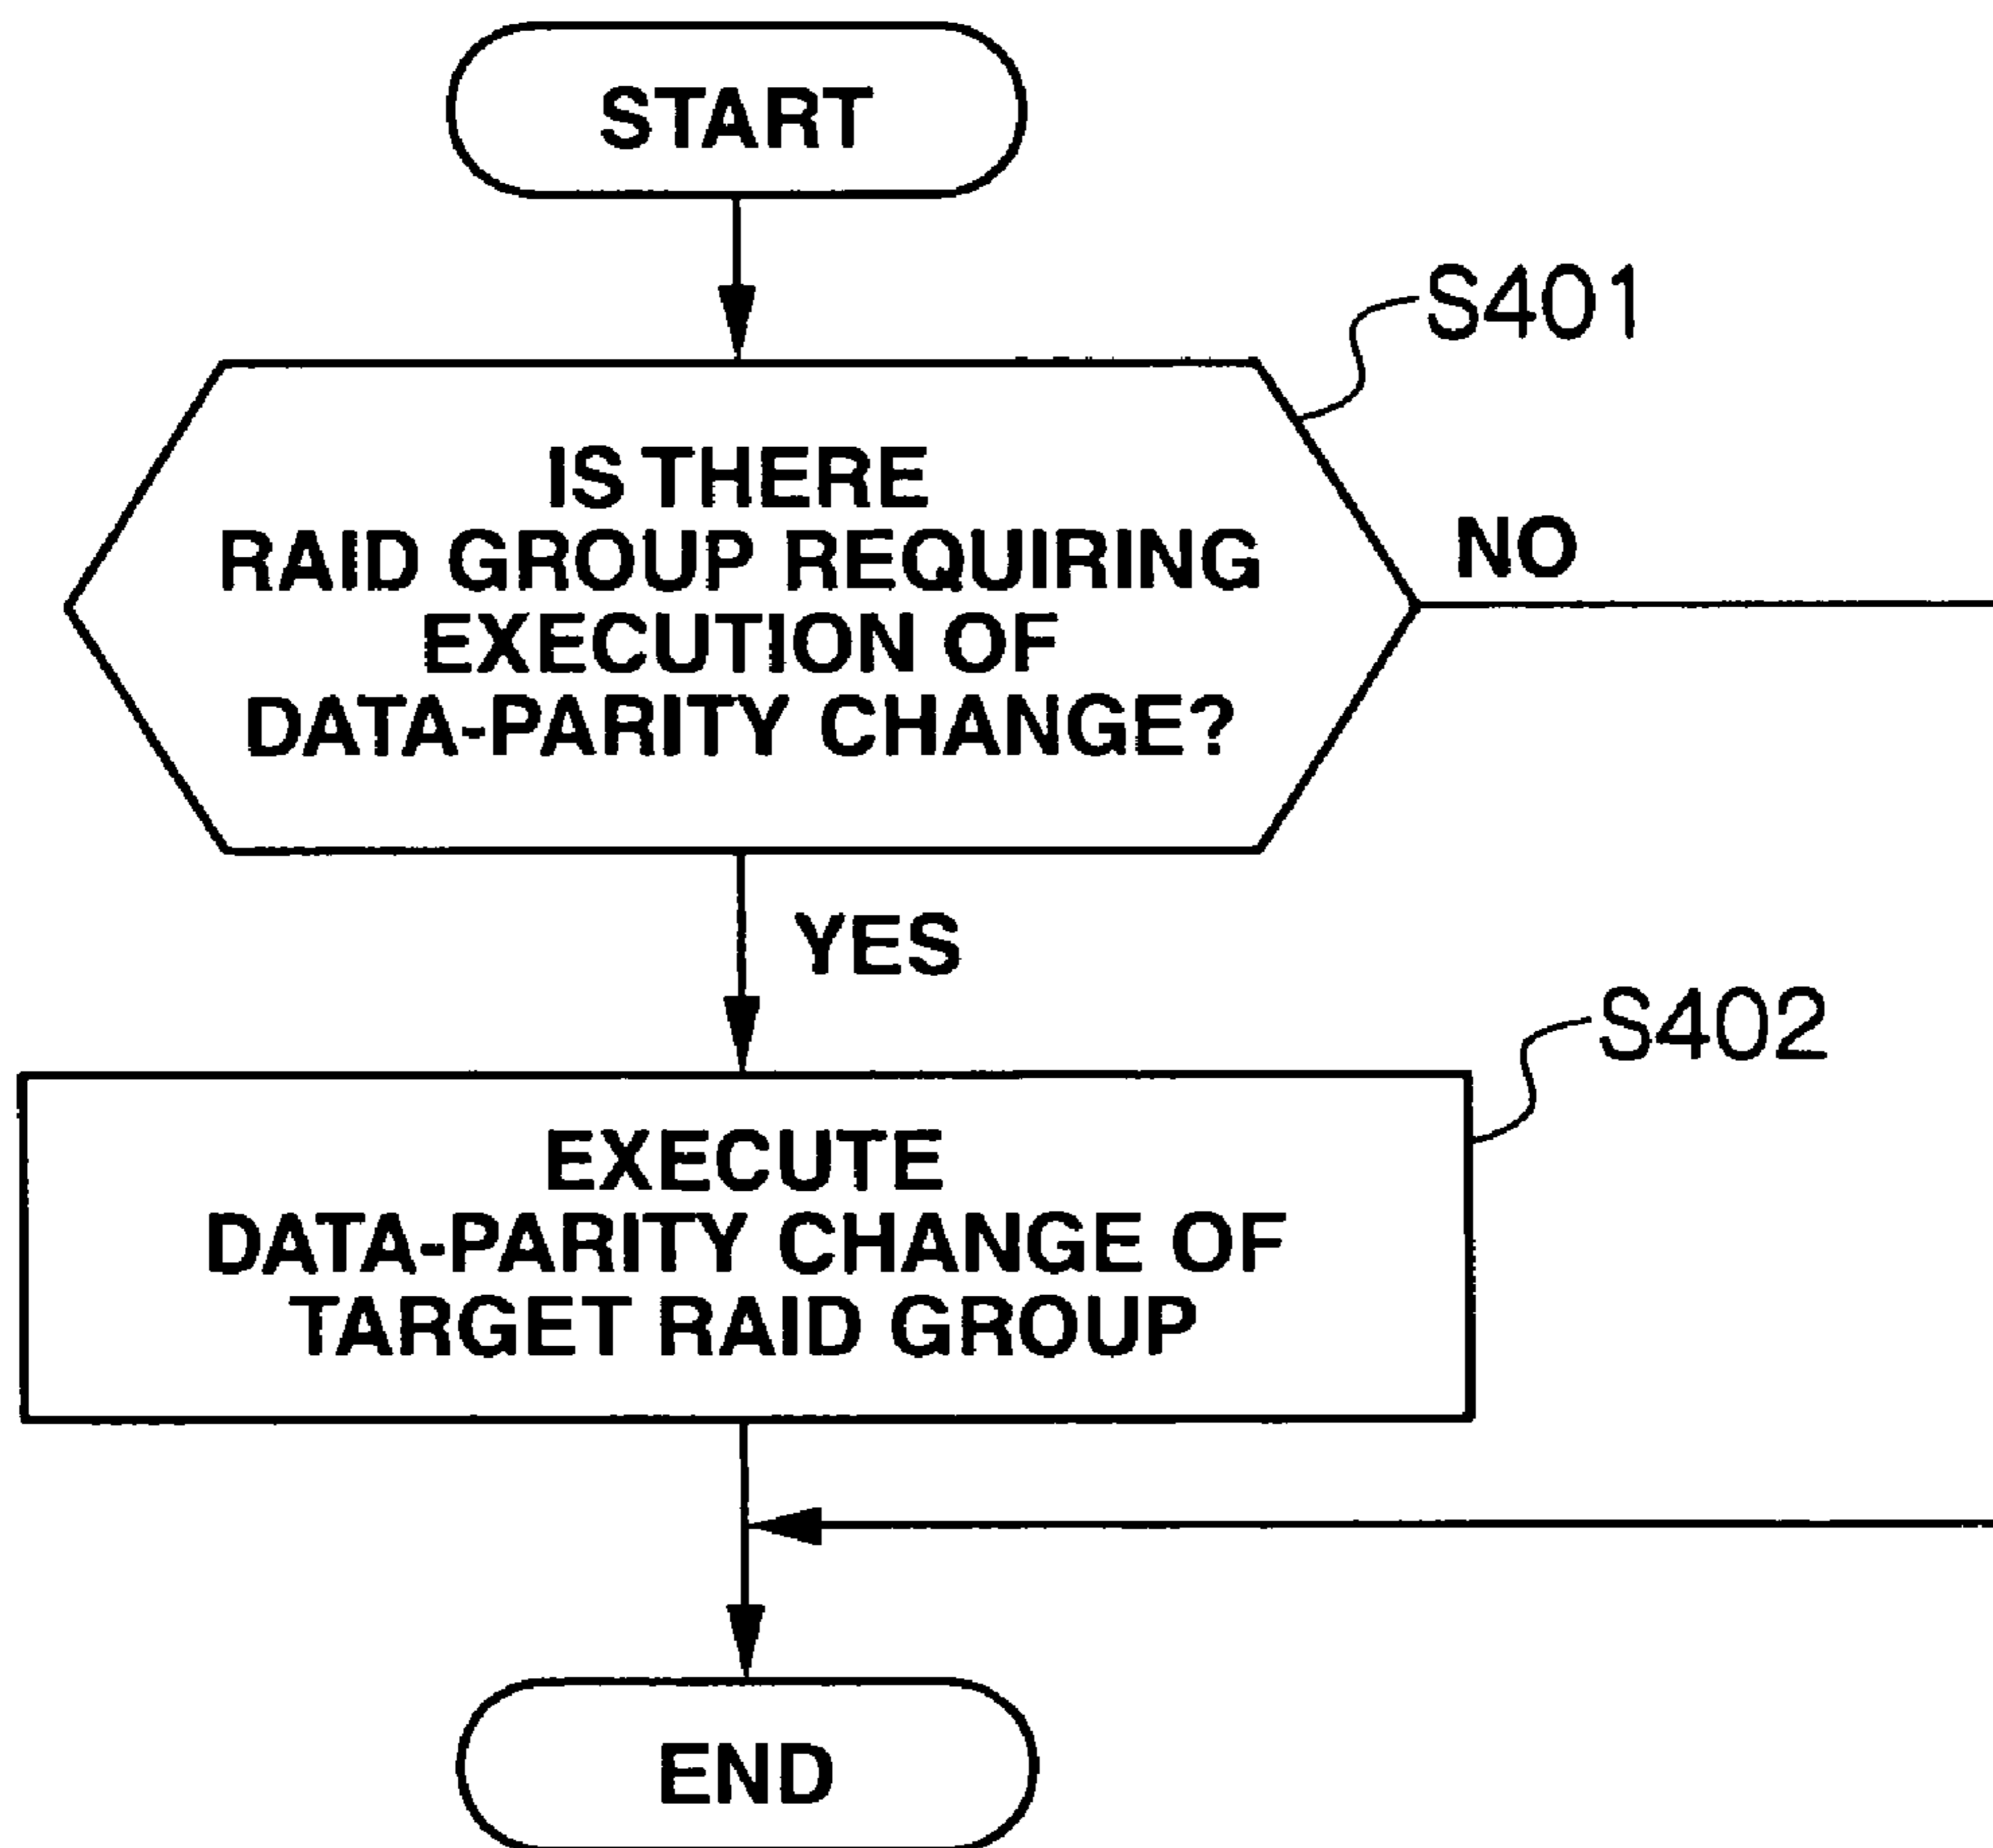 START
S401
IS THERE
RAID GROUP REQUIRING
EXECUTION OF
DATA-PARITY CHANGE?
NO
YES
S402
EXECUTE
DATA-PARITY CHANGE OF
TARGET RAID GROUP
END